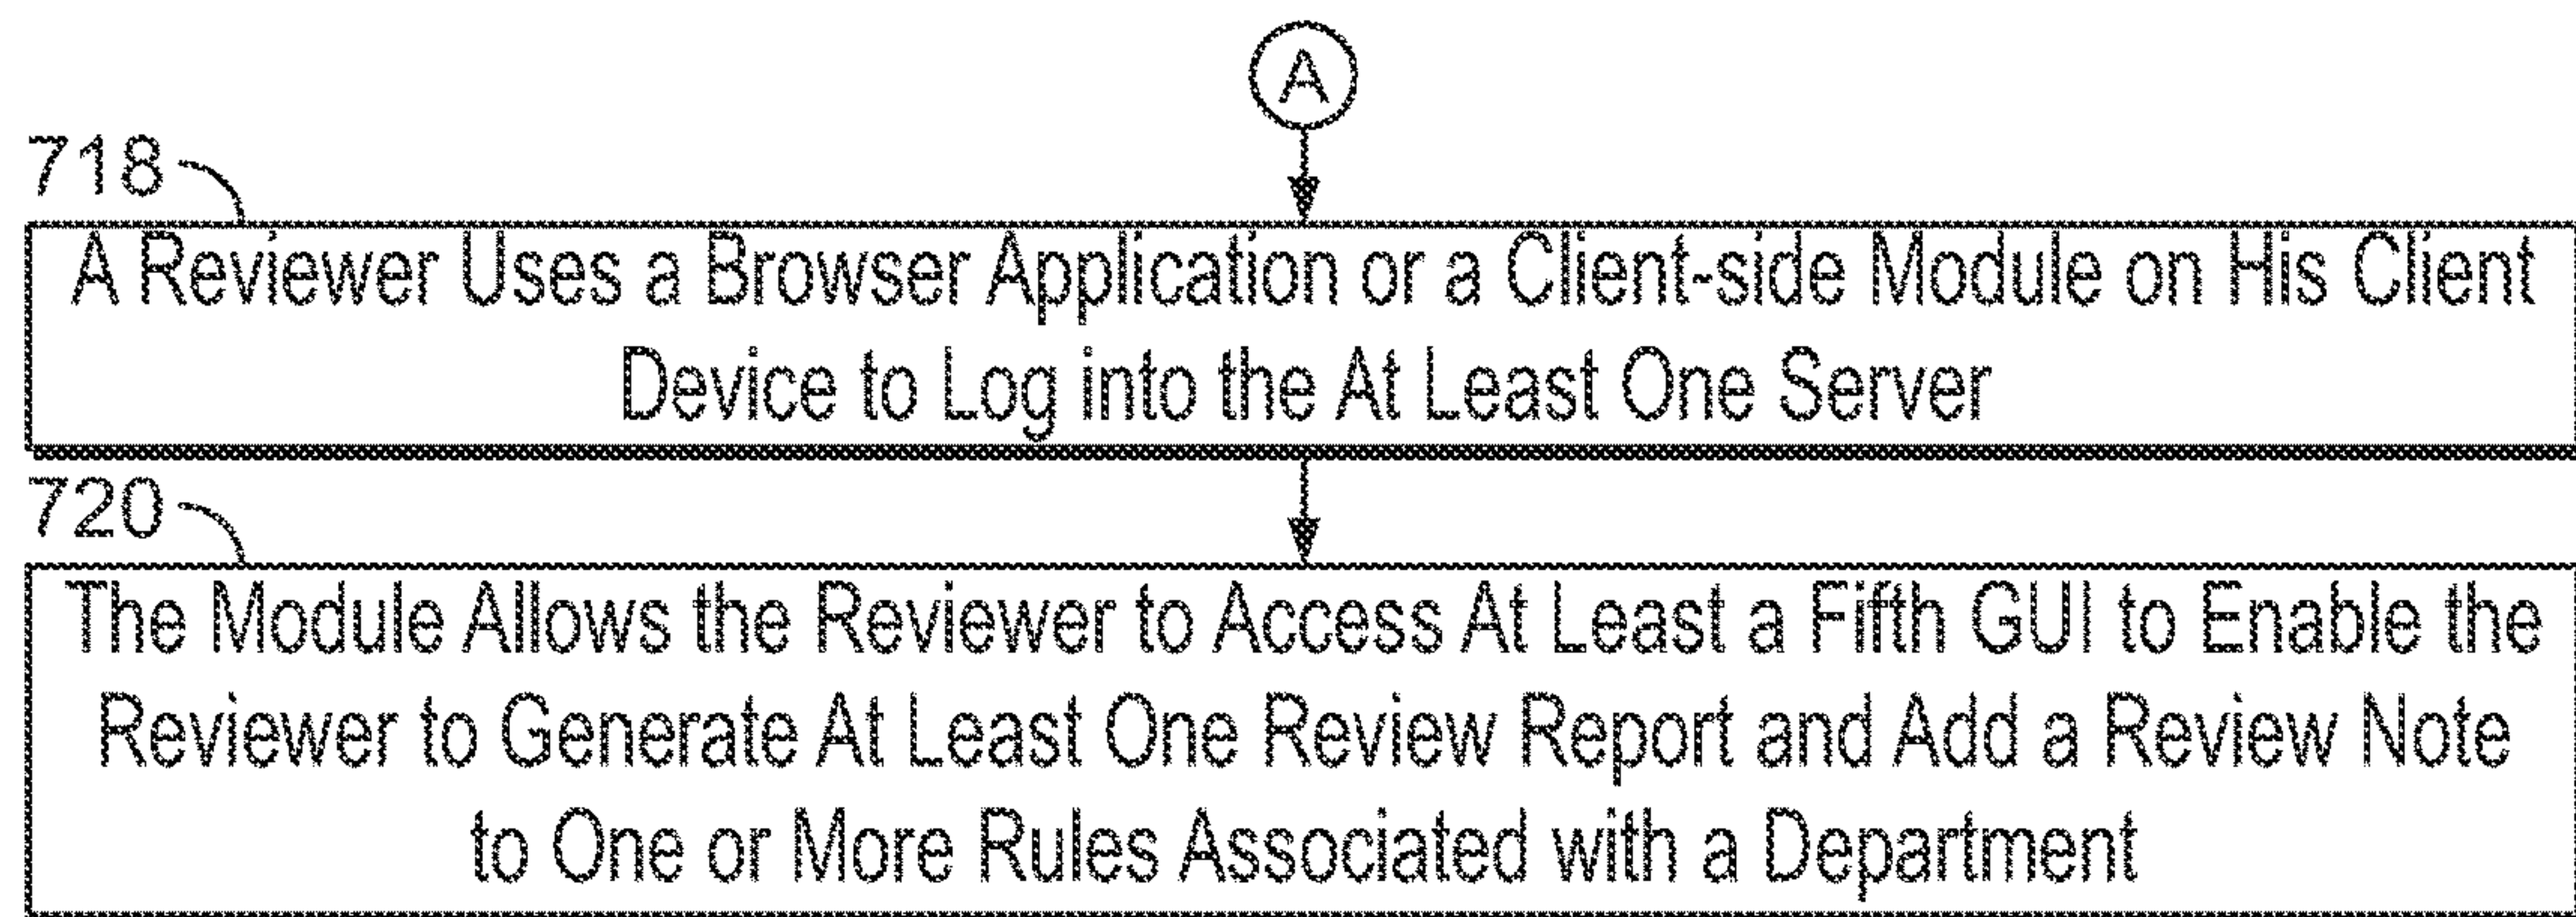 A
718
A Reviewer Uses a Browser Application or a Client-side Module on His Client
Device to Log into the At Least One Server
720
The Module Allows the Reviewer to Access At Least a Fifth GUI to Enable the
Reviewer to Generate At Least One Review Report and Add a Review Note
to One or More Rules Associated with a Department